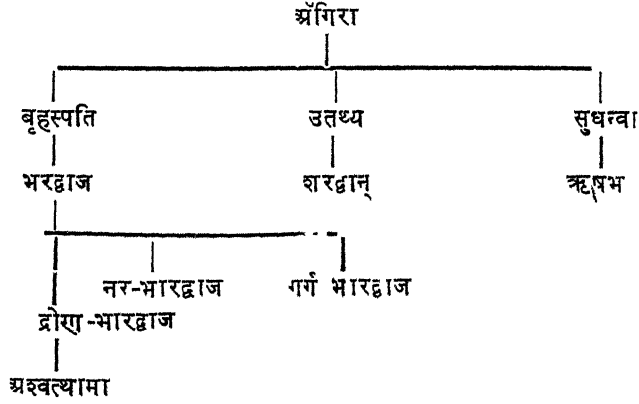 अँगिरा
बृहस्पति उतथ्य सुधन्वा
भरद्वाज शरद्वान् ऋषभ
नर-भारद्वाज गर्ग भारद्वाज
द्रोण-भारद्वाज
अश्वत्थामा